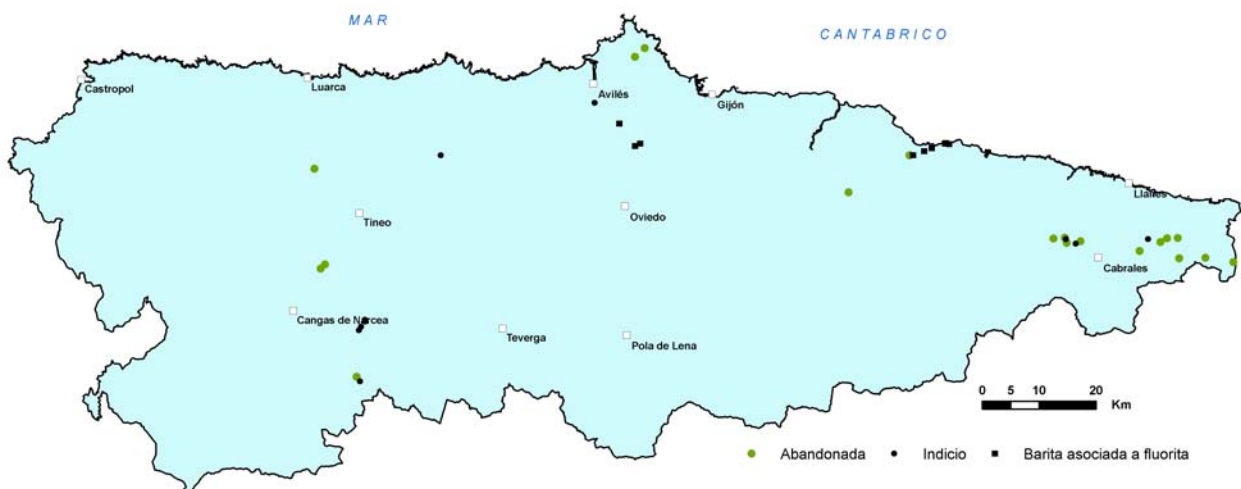 MAR
CANTABRICO
Castropol
Luarca
Avilés
Gijón
Llanes
Tineo
Oviedo
Cabrales
Cangas de Narcea
Teverga
Pola de Lena
0 5 10 20
Km
Abandonada
Indicio
Barita asociada a fluorita